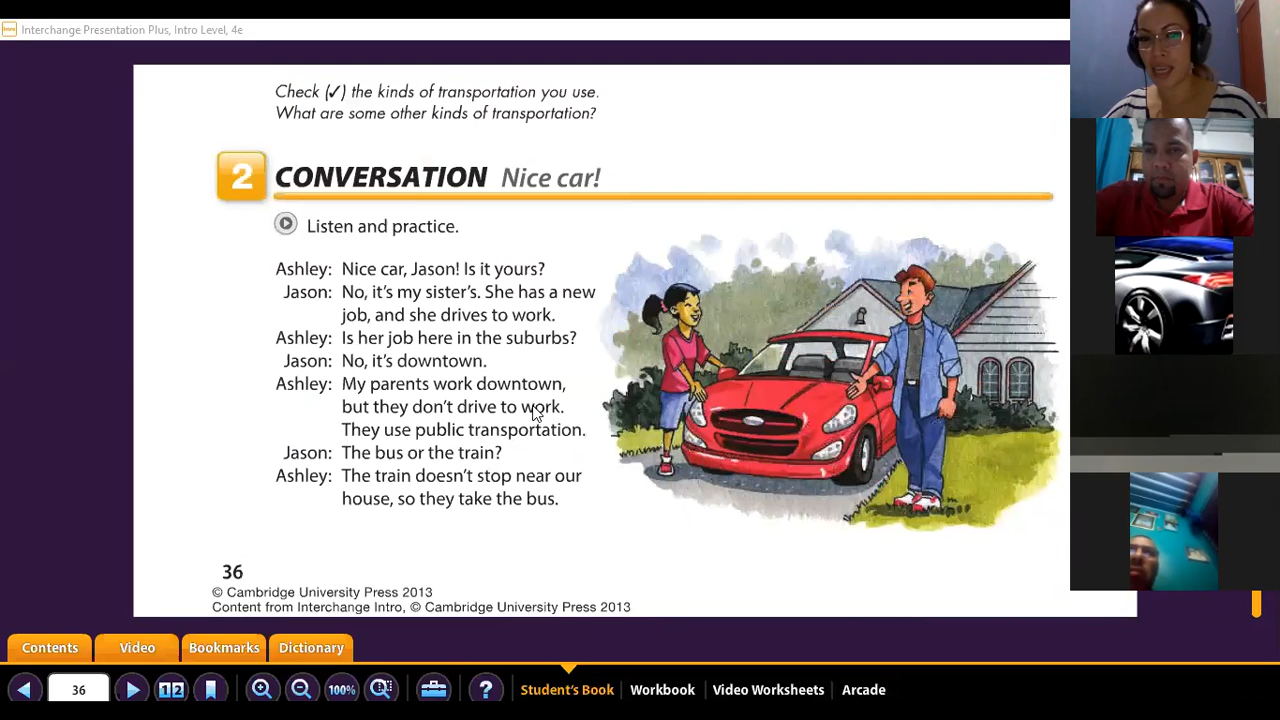 Interchange Presentation Plus, Intro Level, 4e
Check (✓) the kinds of transportation you use.
What are some other kinds of transportation?
2 CONVERSATION Nice car!
Listen and practice.
Ashley: Nice car, Jason! Is it yours?
Jason: No, it's my sister's. She has a new
job, and she drives to work.
Ashley: Is her job here in the suburbs?
Jason: No, it's downtown.
Ashley: My parents work downtown,
but they don't drive to work.
They use public transportation.
Jason: The bus or the train?
Ashley: The train doesn't stop near our
house, so they take the bus.
36
© Cambridge University Press 2013
Content from Interchange Intro, © Cambridge University Press 2013
Contents Video Bookmarks Dictionary
36 1 2 100% ? Student's Book Workbook Video Worksheets Arcade